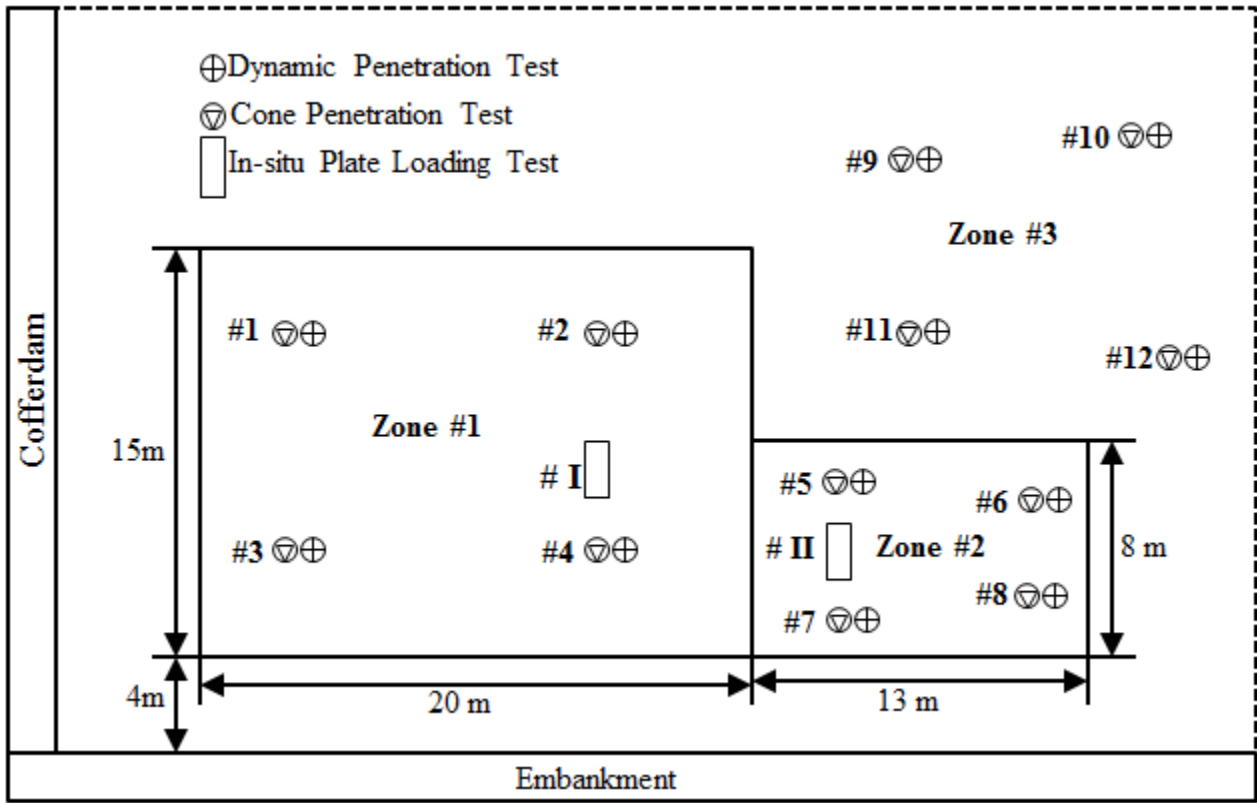 Dynamic Penetration Test
Cone Penetration Test
In-situ Plate Loading Test
#9
#10
Zone #3
#1
#2
#11
#12
Cofferdam
Zone #1
15m
# I
#5
#6
#3
#4
# II
Zone #2
8 m
#7
#8
4m
20 m
13 m
Embankment